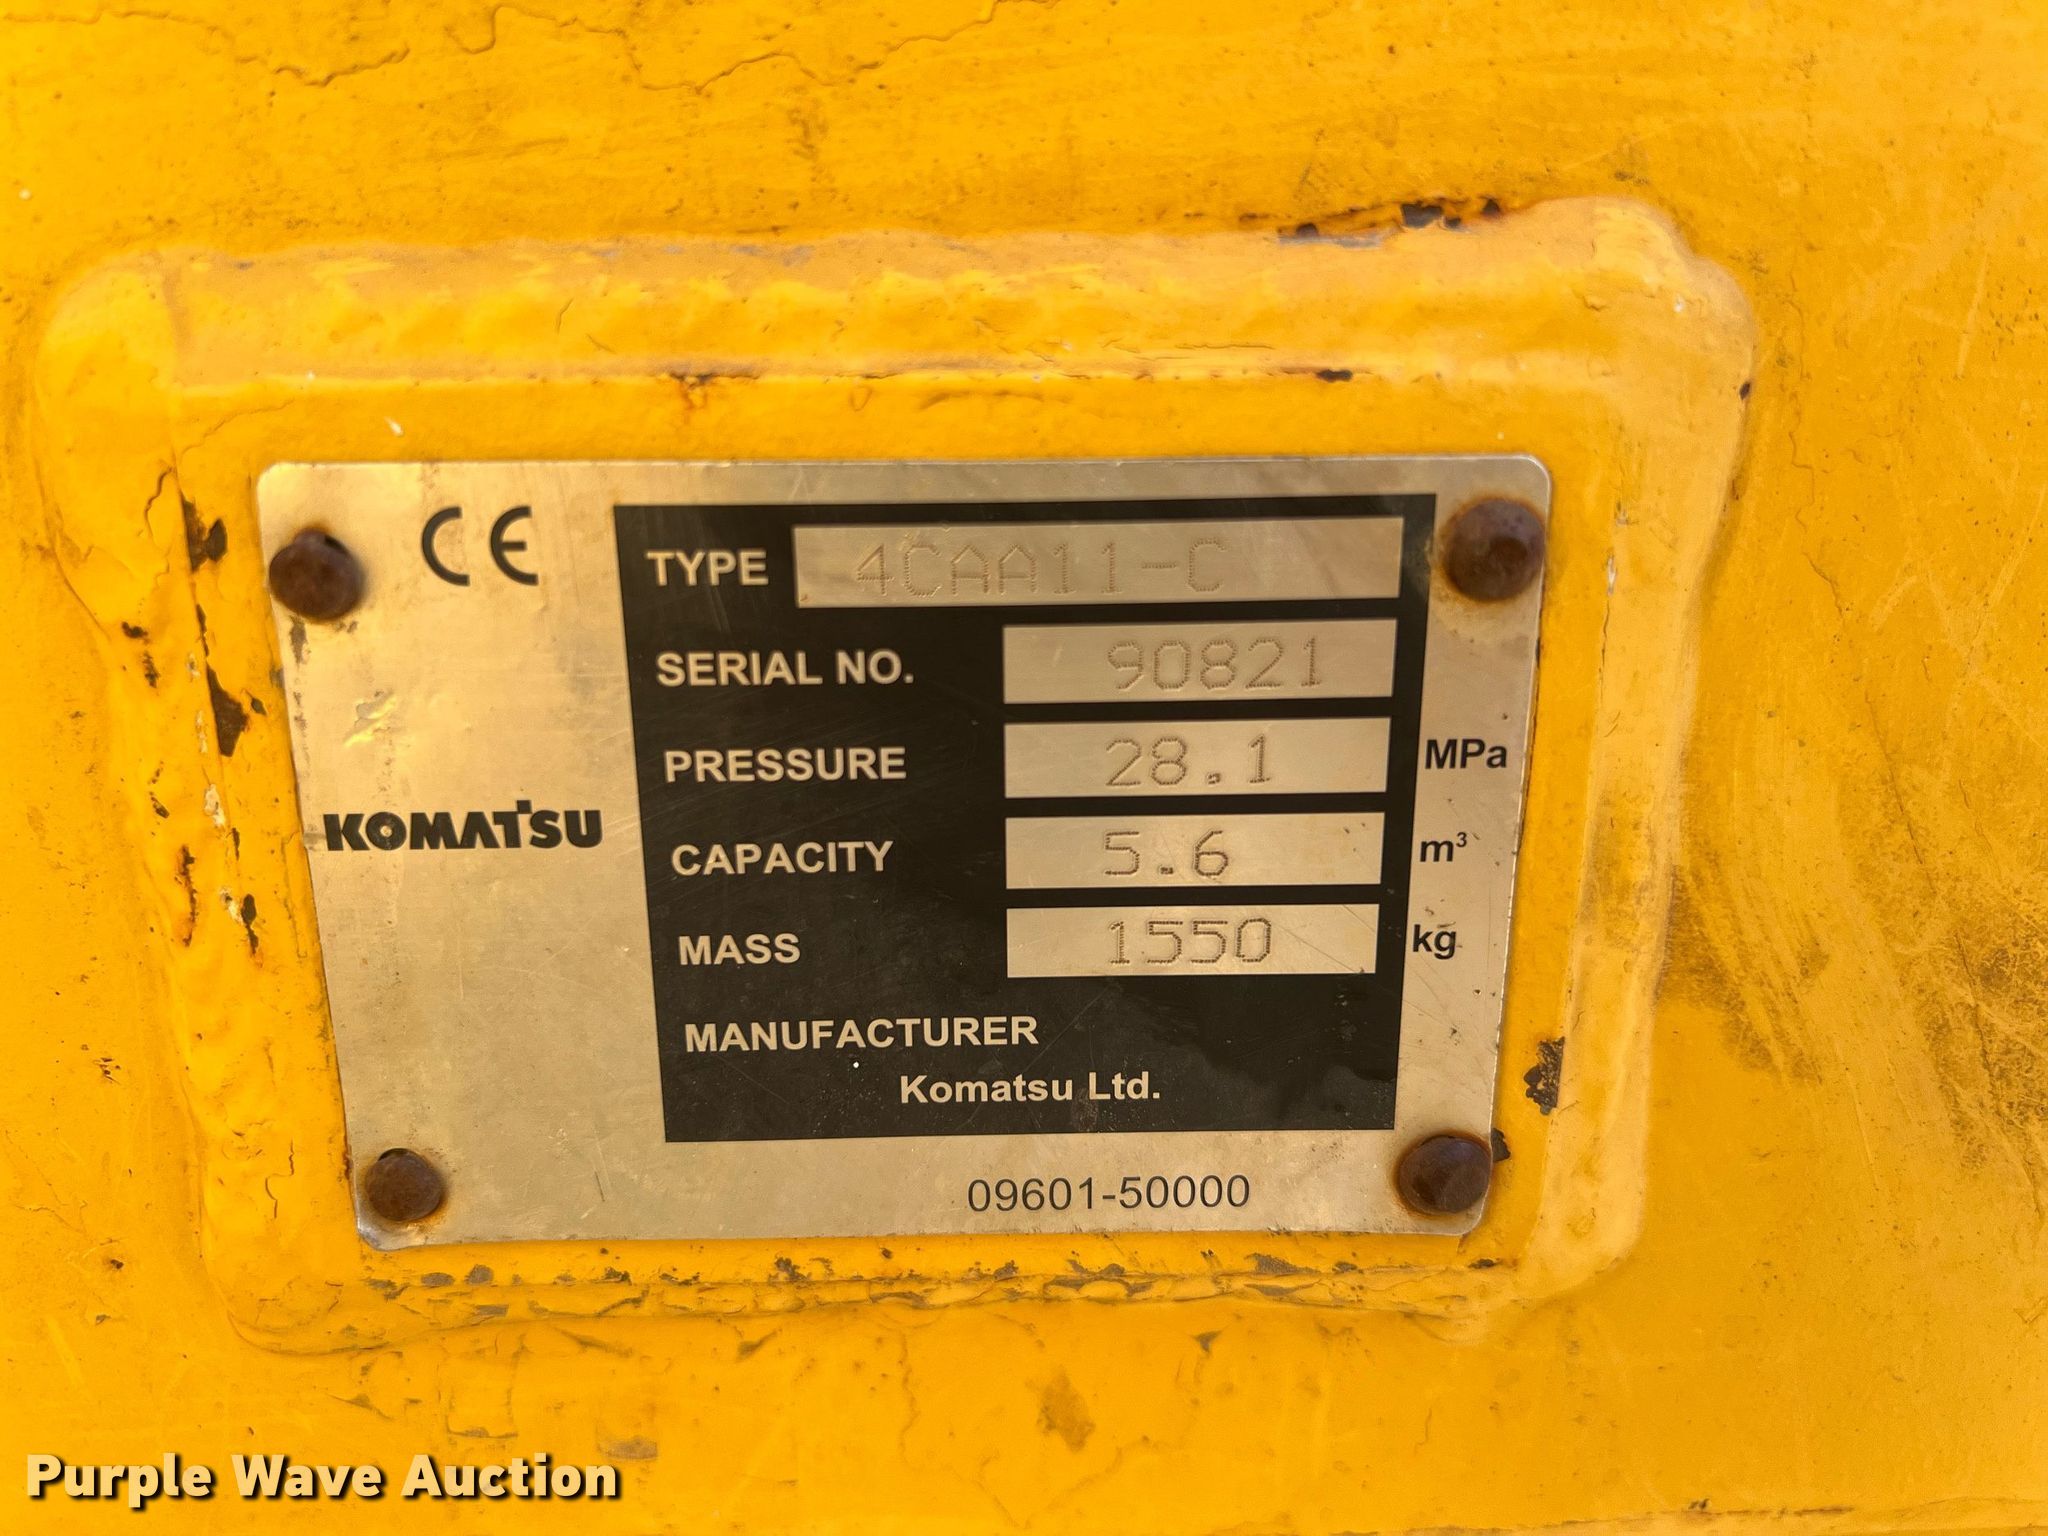 CE
TYPE 4CAA11-C
SERIAL NO. 90821
PRESSURE 28.1 MPa
CAPACITY 5.6 m³
MASS 1550 kg
KOMATSU
MANUFACTURER
Komatsu Ltd.
09601-50000
Purple Wave Auction